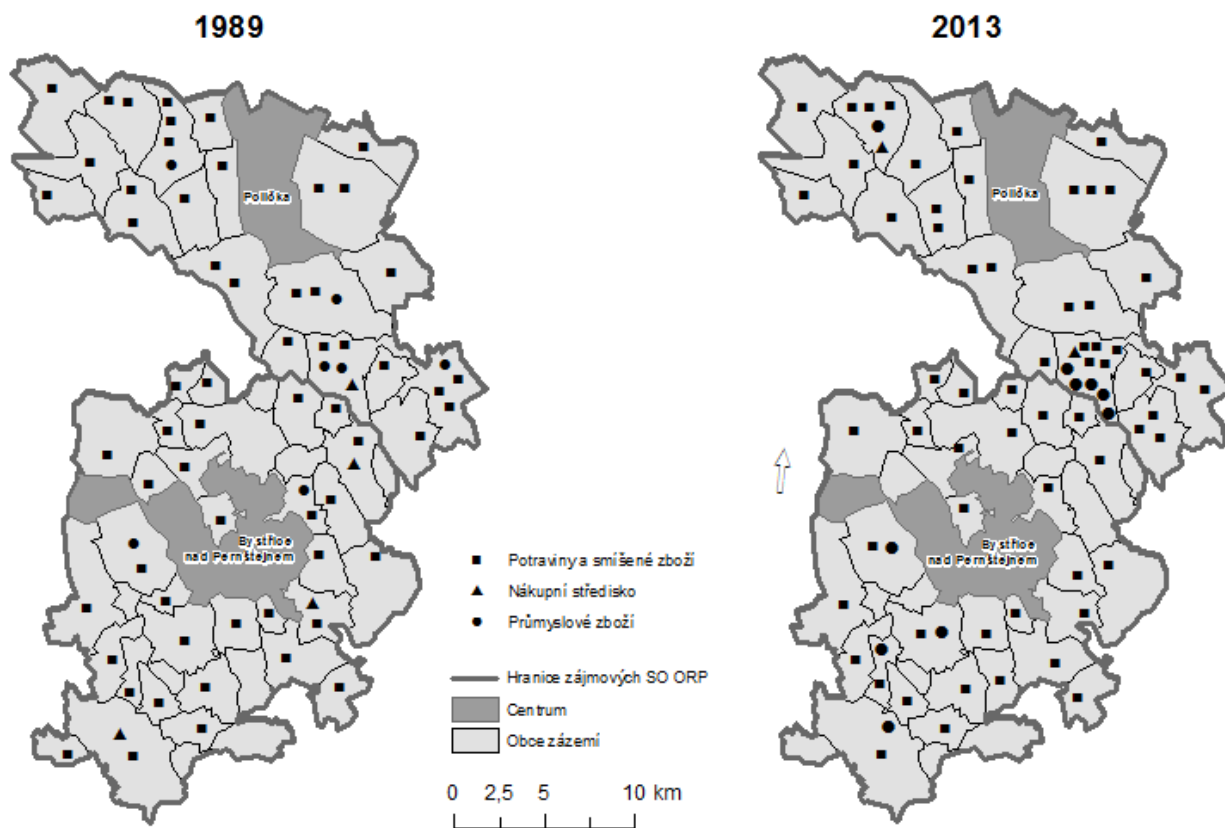 1989
2013
Polička
Polička
Bystřice
nad Pernštejnem
Bystřice
nad Pernštejnem
Potraviny a smíšené zboží
Nákupní středisko
Průmyslové zboží
Hranice zájmových SO ORP
Centrum
Obce zázemí
0 2,5 5 10 km